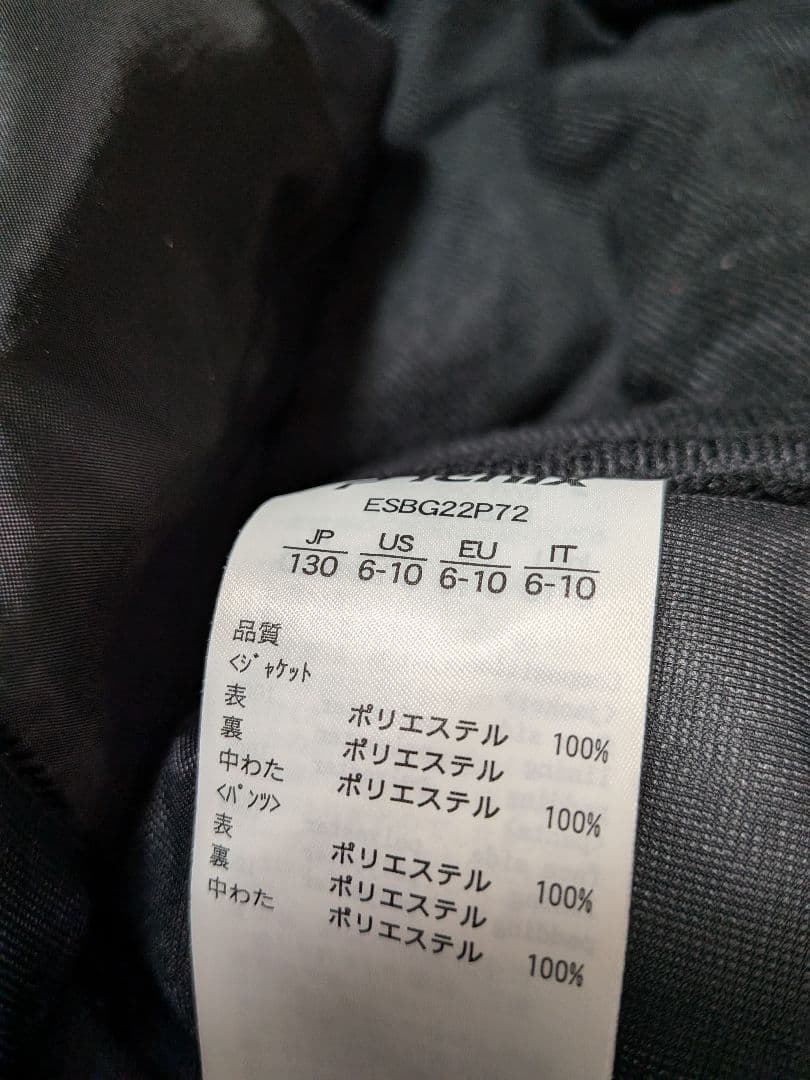 phenix
ESBG22P72
JP US EU IT
130 6-10 6-10 6-10
品質
<ジャケット
表 ポリエステル 100%
裏 ポリエステル
中わた ポリエステル 100%
<パンツ>
表 ポリエステル 100%
裏 ポリエステル
中わた ポリエステル 100%